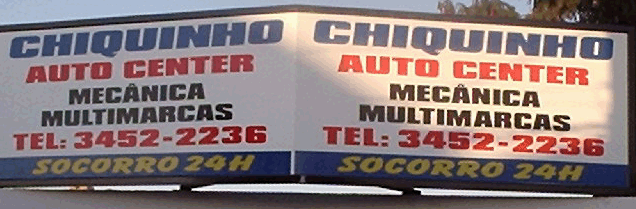 CHIQUINHO
AUTO CENTER
MECÂNICA
MULTIMARCAS
TEL: 3452-2236
SOCORRO 24H
CHIQUINHO
AUTO CENTER
MECÂNICA
MULTIMARCAS
TEL: 3452-2236
SOCORRO 24H